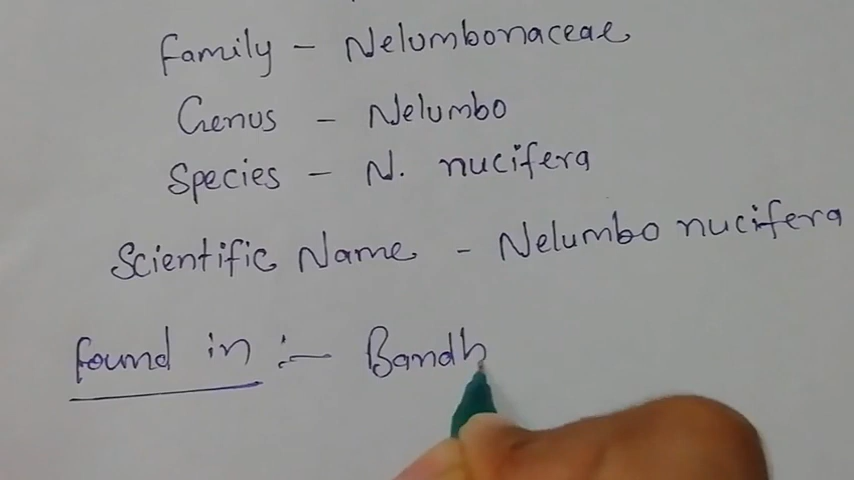 Family - Nelumbonaceae
Genus - Nelumbo
Species - N. nucifera
Scientific Name - Nelumbo nucifera
found in :- Bandh